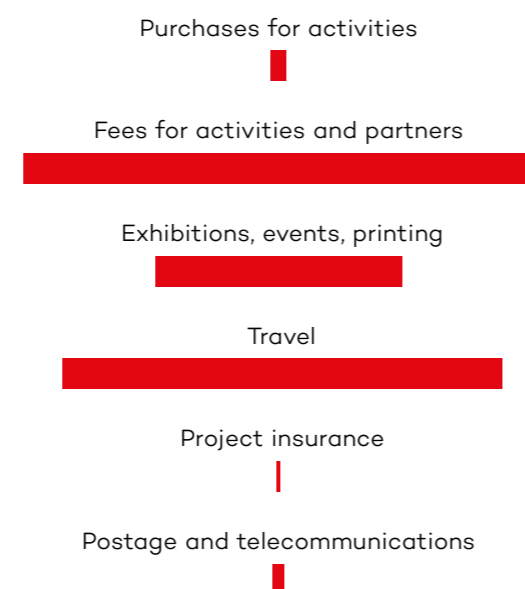 Purchases for activities
Fees for activities and partners
Exhibitions, events, printing
Travel
Project insurance
Postage and telecommunications